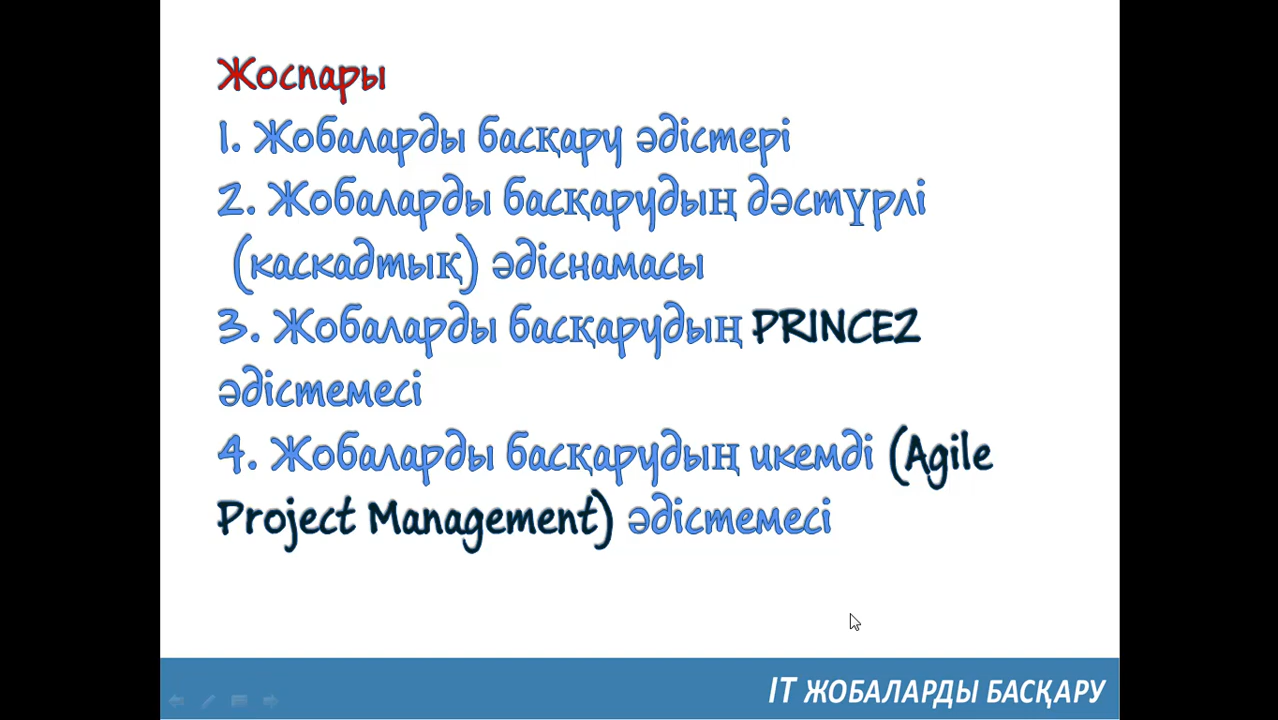 Жоспары
1. Жобаларды басқару әдістері
2. Жобаларды басқарудың дәстүрлі
(каскадтық) әдіснамасы
3. Жобаларды басқарудың PRINCE2
әдістемесі
4. Жобаларды басқарудың икемді (Agile
Project Management) әдістемесі
IT ЖОБАЛАРДЫ БАСҚАРУ